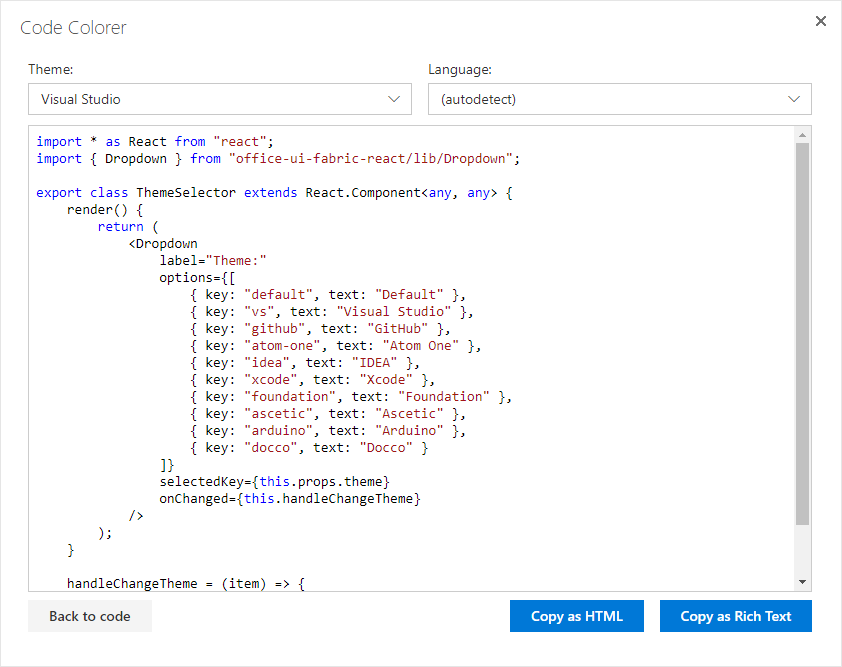 Code Colorer
Theme:
Language:
Visual Studio
(autodetect)
import * as React from "react";
import { Dropdown } from "office-ui-fabric-react/lib/Dropdown";
export class ThemeSelector extends React.Component<any, any> {
render() {
return (
<Dropdown
label="Theme:"
options={[
{ key: "default", text: "Default" },
{ key: "vs", text: "Visual Studio" },
{ key: "github", text: "GitHub" },
{ key: "atom-one", text: "Atom One" },
{ key: "idea", text: "IDEA" },
{ key: "xcode", text: "Xcode" },
{ key: "foundation", text: "Foundation" },
{ key: "ascetic", text: "Ascetic" },
{ key: "arduino", text: "Arduino" },
{ key: "docco", text: "Docco" }
]}
selectedKey={this.props.theme}
onChanged={this.handleChangeTheme}
/>
);
}
handleChangeTheme = (item) => {
Back to code
Copy as HTML
Copy as Rich Text